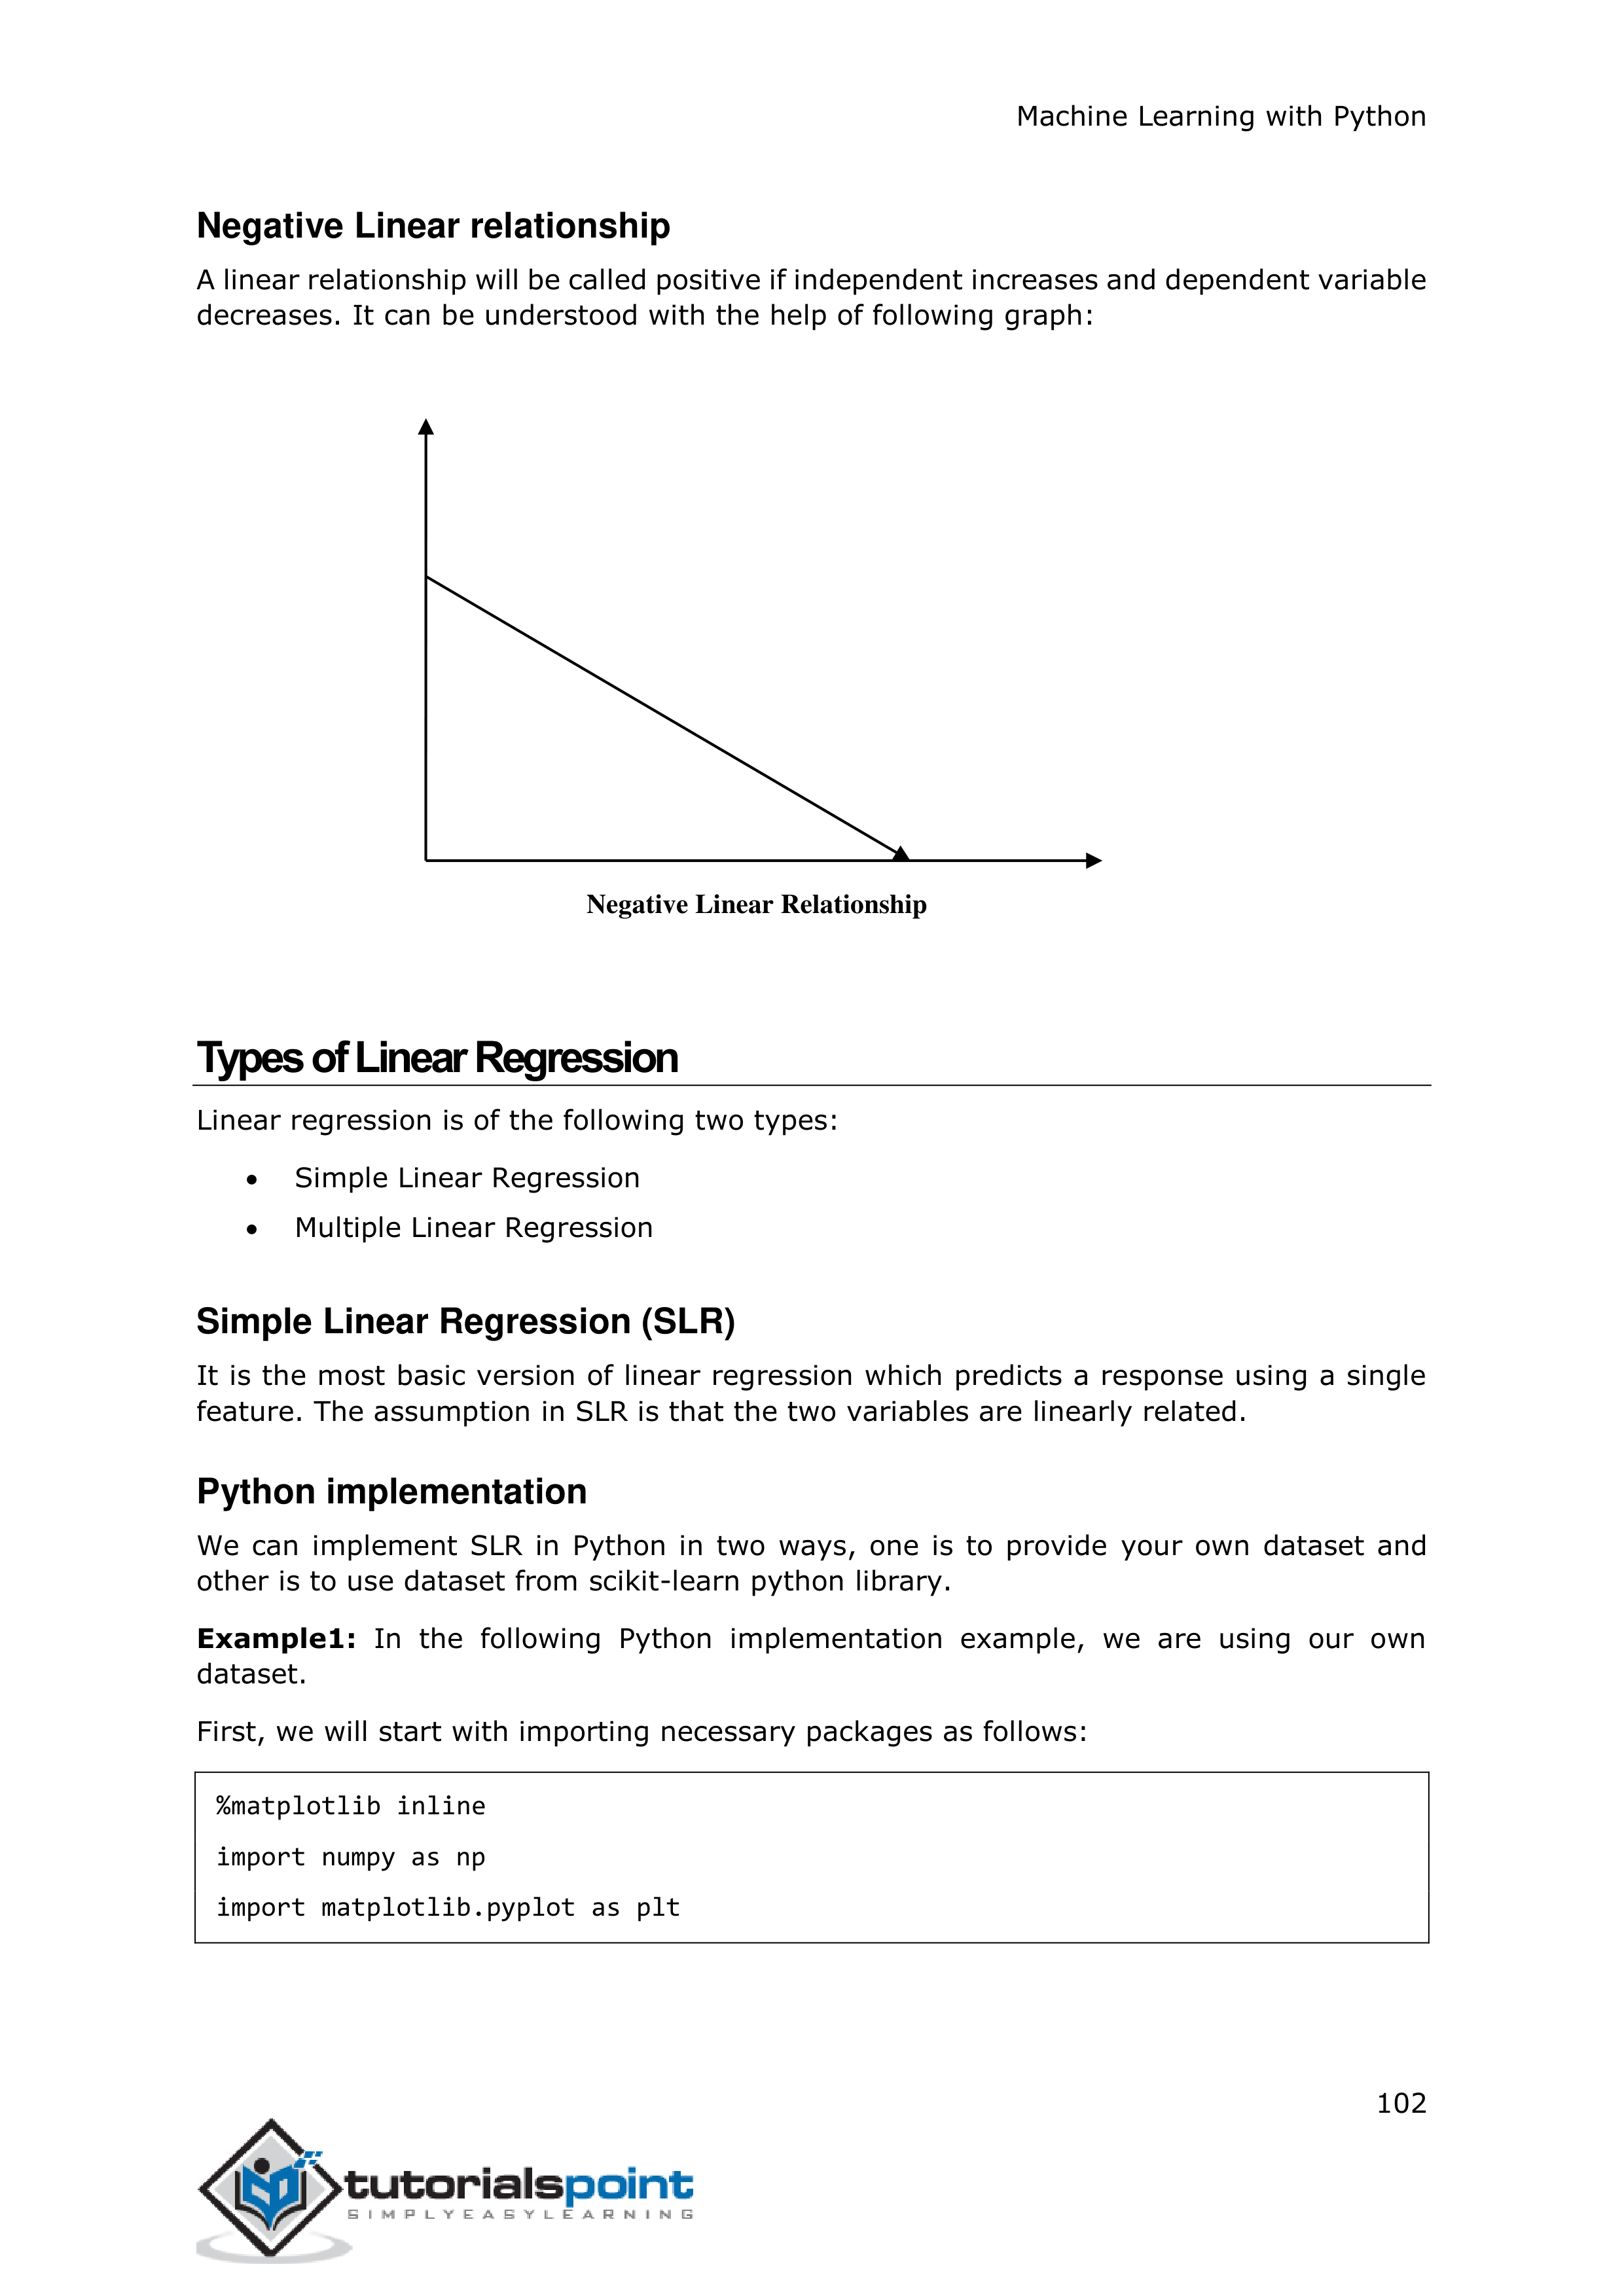 Machine Learning with Python
Negative Linear relationship
A linear relationship will be called positive if independent increases and dependent variable
decreases. It can be understood with the help of following graph:
Negative Linear Relationship
Types of Linear Regression
Linear regression is of the following two types:
• Simple Linear Regression
• Multiple Linear Regression
Simple Linear Regression (SLR)
It is the most basic version of linear regression which predicts a response using a single
feature. The assumption in SLR is that the two variables are linearly related.
Python implementation
We can implement SLR in Python in two ways, one is to provide your own dataset and
other is to use dataset from scikit-learn python library.
Example1: In the following Python implementation example, we are using our own
dataset.
First, we will start with importing necessary packages as follows:
%matplotlib inline
import numpy as np
import matplotlib.pyplot as plt
102
tutorialspoint
SIMPLYEASYLEARNING